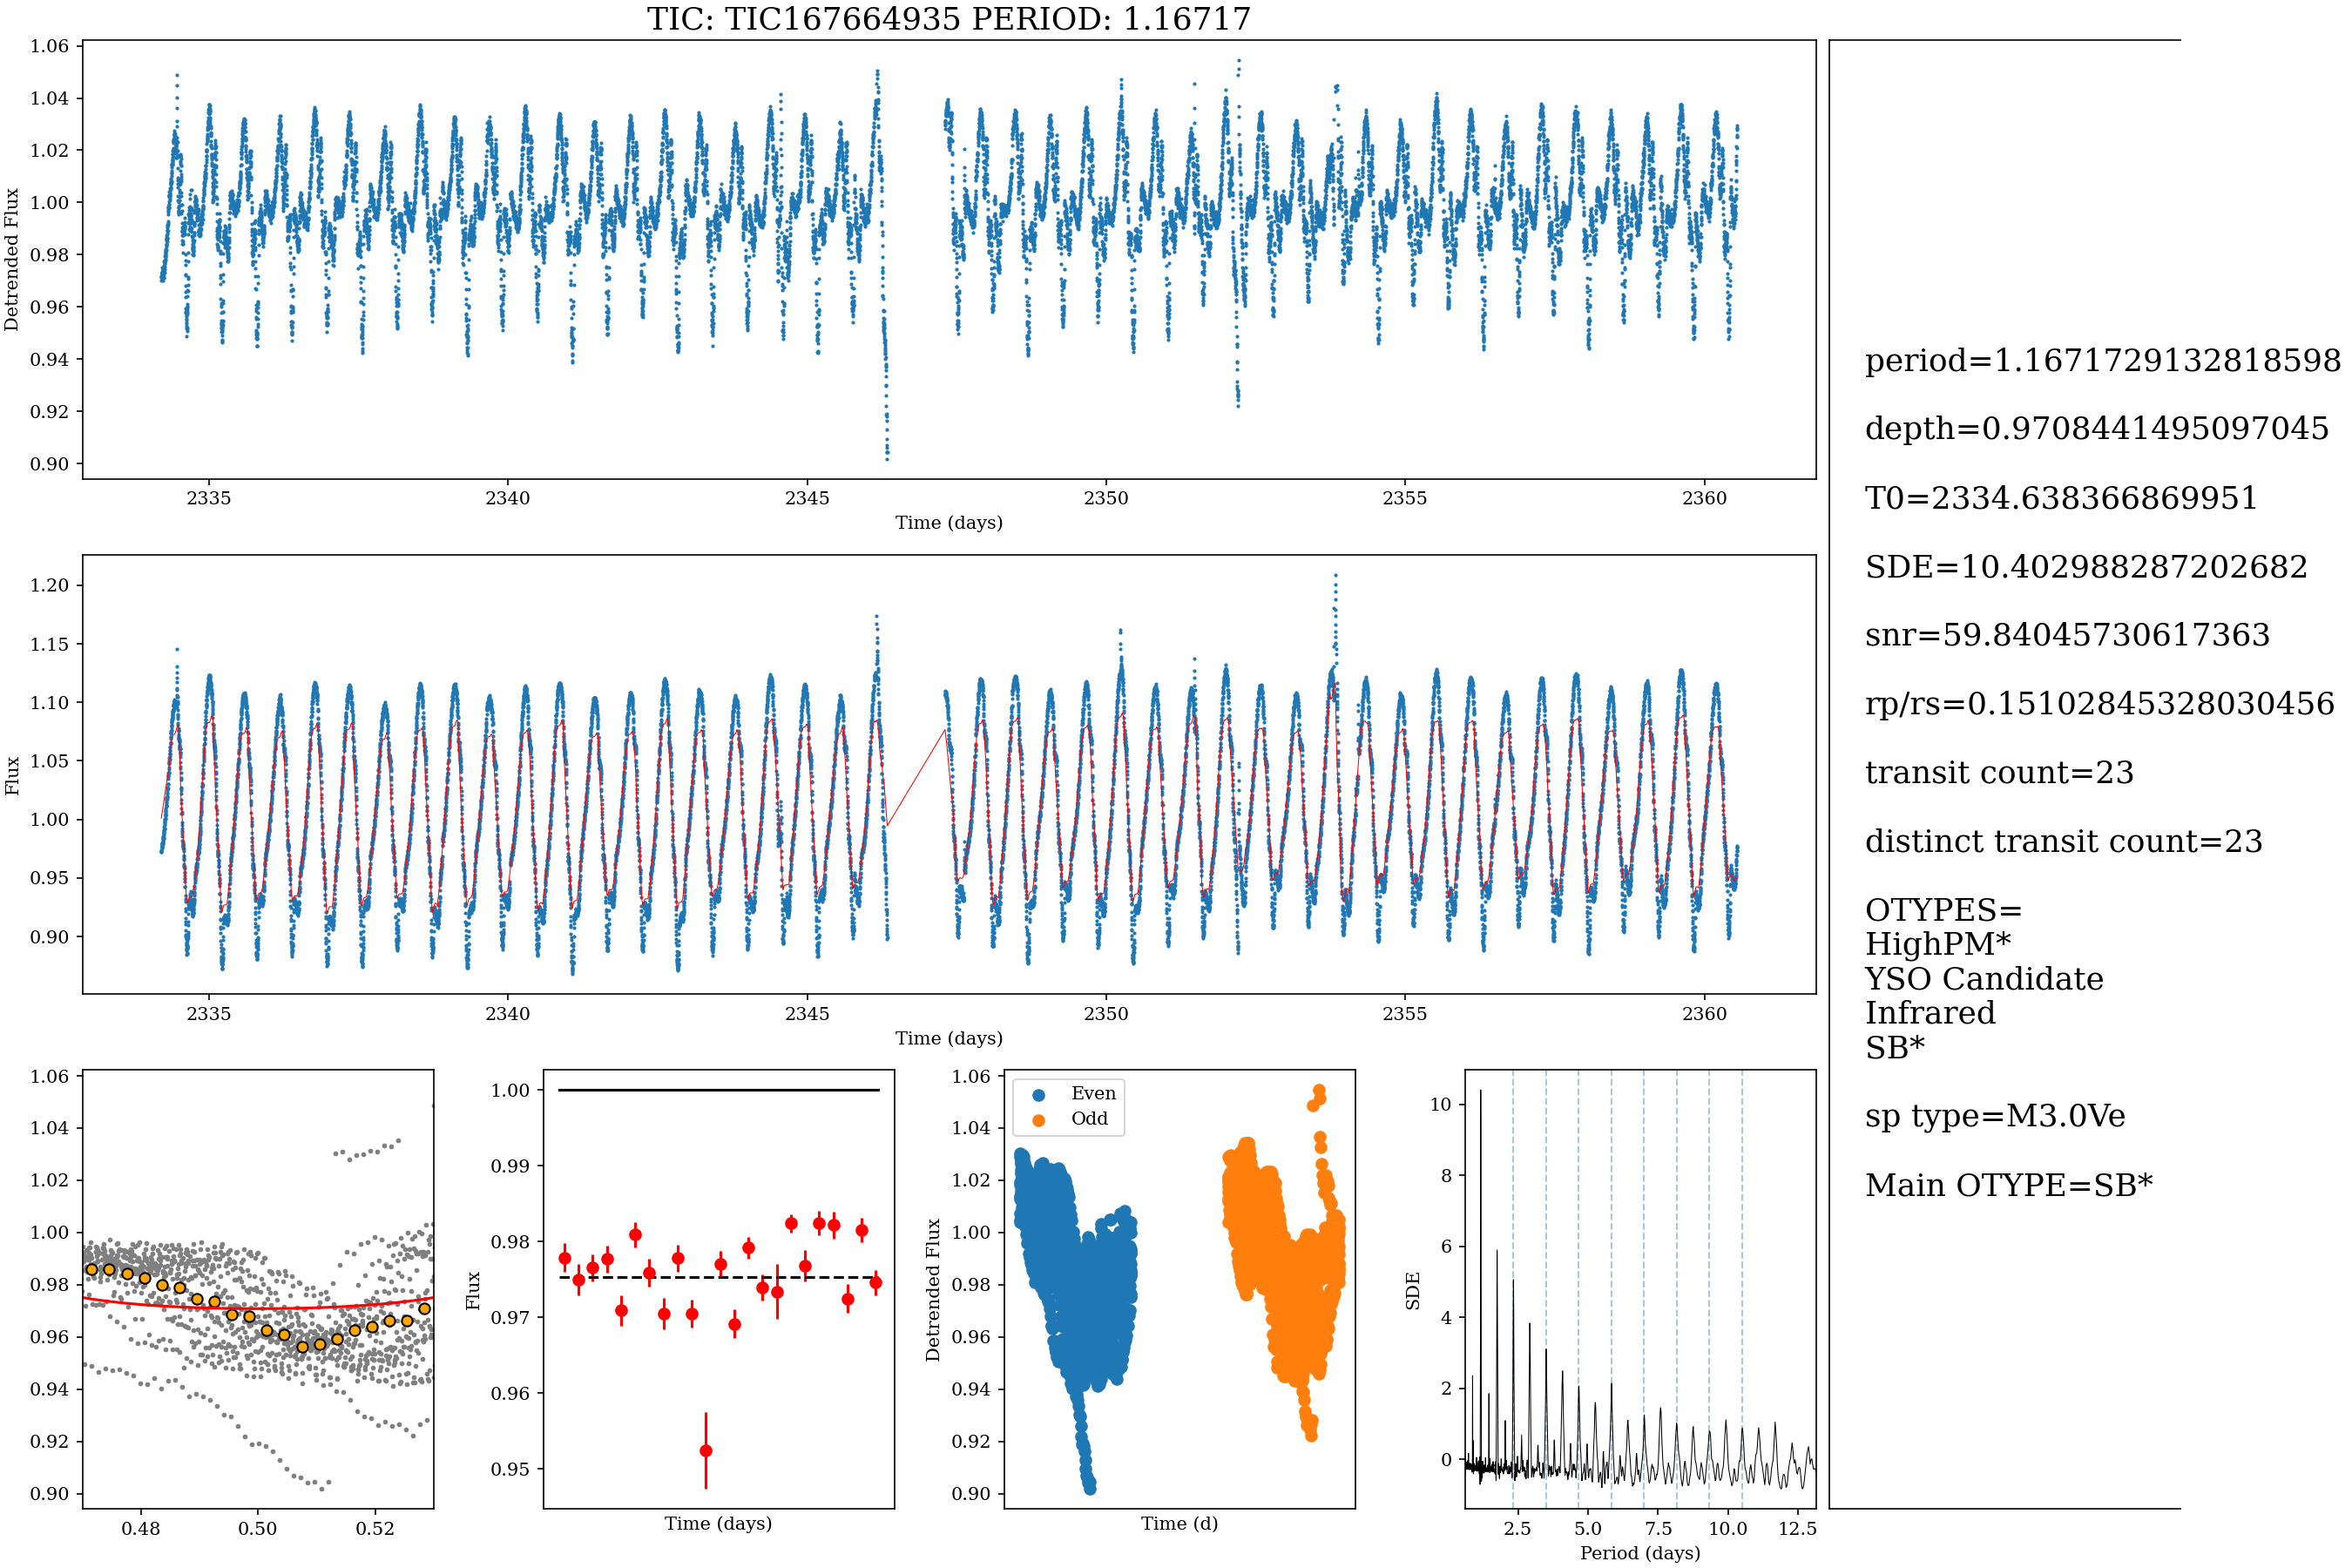 TIC: TIC167664935 PERIOD: 1.16717
1.06
1.04
1.02
1.00
0.98
0.96
0.94
0.92
0.90
Detrended Flux
2335
2340
2345
2350
2355
2360
Time (days)
1.20
1.15
1.10
1.05
1.00
0.95
0.90
Flux
2335
2340
2345
2350
2355
2360
Time (days)
1.06
1.04
1.02
1.00
0.98
0.96
0.94
0.92
0.90
0.48
0.50
0.52
1.00
0.99
0.98
0.97
0.96
0.95
Flux
Time (days)
1.06
1.04
1.02
1.00
0.98
0.96
0.94
0.92
0.90
Detrended Flux
Even
Odd
Time (d)
10
8
6
4
2
0
SDE
2.5
5.0
7.5
10.0
12.5
Period (days)
period=1.1671729132818598
depth=0.9708441495097045
T0=2334.638366869951
SDE=10.402988287202682
snr=59.84045730617363
rp/rs=0.15102845328030456
transit count=23
distinct transit count=23
OTYPES=
HighPM*
YSO Candidate
Infrared
SB*
sp type=M3.0Ve
Main OTYPE=SB*